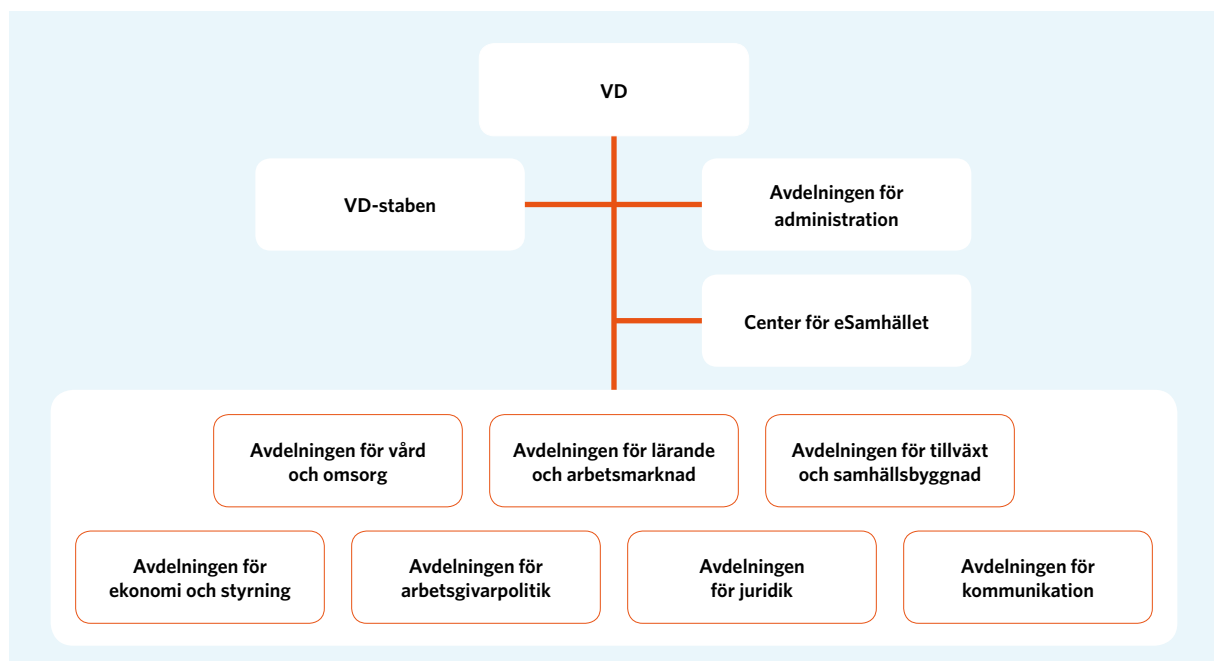 VD
VD-staben
Avdelningen för
administration
Center för eSamhället
Avdelningen för vård
och omsorg
Avdelningen för lärande
och arbetsmarknad
Avdelningen för tillväxt
och samhällsbyggnad
Avdelningen för
ekonomi och styrning
Avdelningen för
arbetsgivarpolitik
Avdelningen
för juridik
Avdelningen för
kommunikation